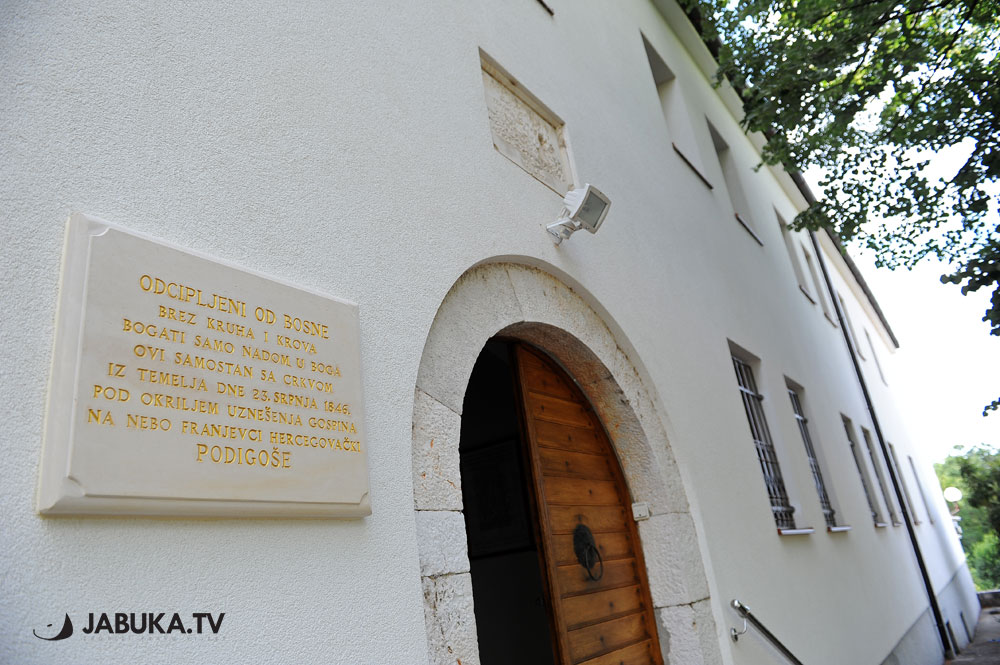 ODCIPLJENI OD BOSNE
BREZ KRUHA I KROVA
BOGATI SAMO NADOM U BOGA
OVI SAMOSTAN SA CRKVOM
IZ TEMELJA DNE 23. SRPNJA 1846.
POD OKRILJEM UZNEŠENJA GOSPINA
NA NEBO FRANJEVCI HERCEGOVAČKI
PODIGOŠE
JABUKA.TV